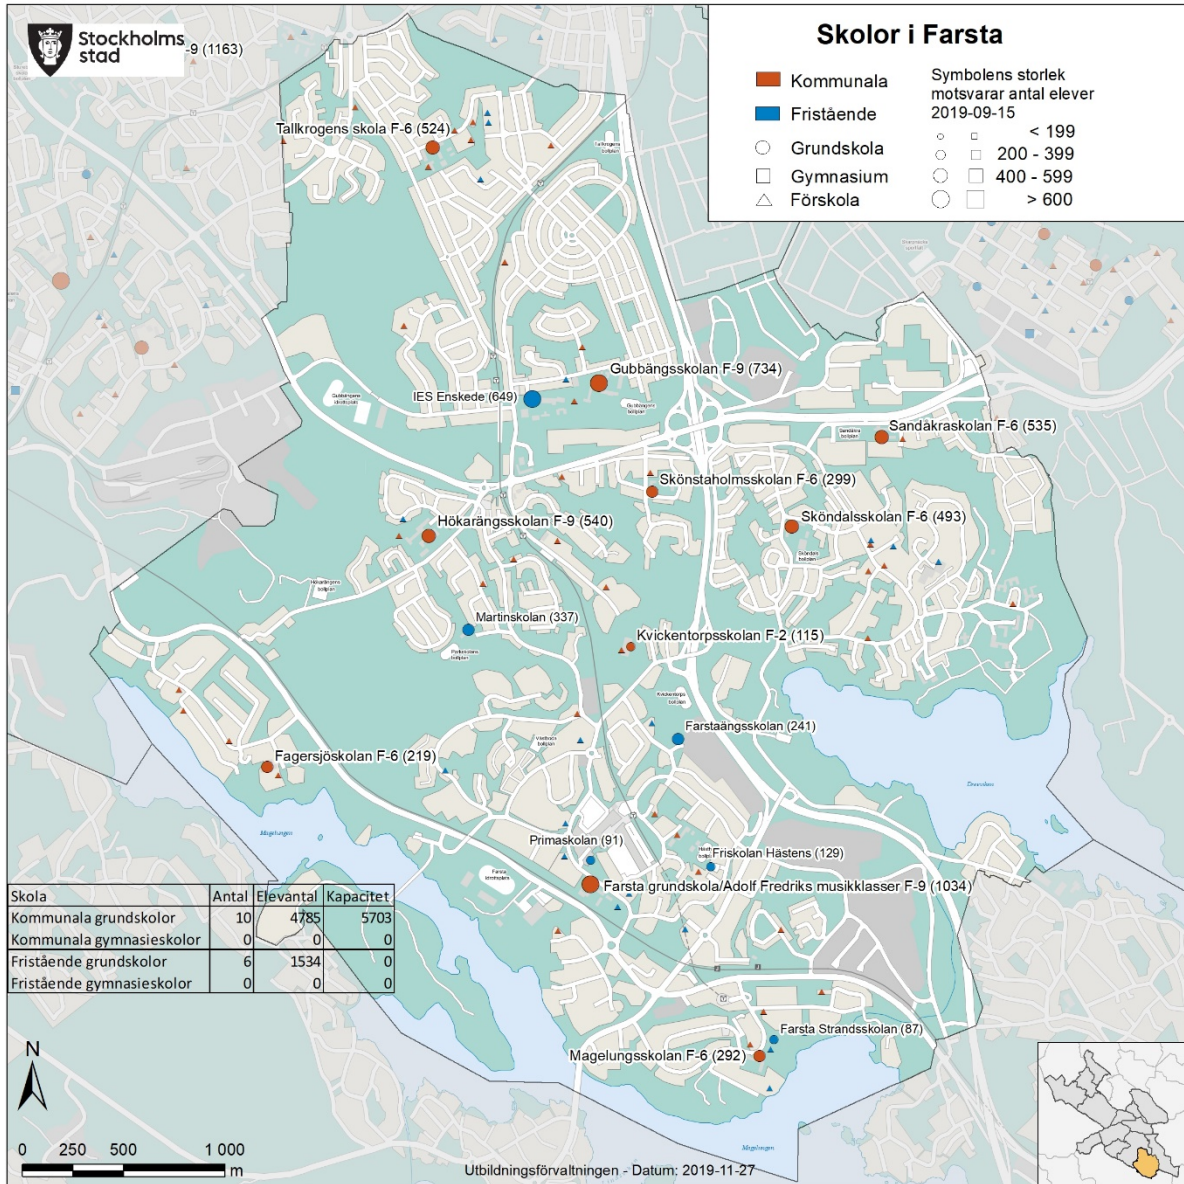 Stockholms
stad
-9 (1163)
Skolor i Farsta
Kommunala
Fristående
Grundskola
Gymnasium
Förskola
Symbolens storlek
motsvarar antal elever
2019-09-15
< 199
200 - 399
400 - 599
> 600
Tallkrogens skola F-6 (524)
Gubbängsskolan F-9 (734)
IES Enskede (649)
Sandåkraskolan F-6 (535)
Skönstaholmsskolan F-6 (299)
Sköndalsskolan F-6 (493)
Hökarängsskolan F-9 (540)
Martinskolan (337)
Kvickentorpsskolan F-2 (115)
Farstaängsskolan (241)
Fagersjöskolan F-6 (219)
Magelungen
Drevviken
Primaskolan (91)
Friskolan Hästens (129)
Farsta grundskola/Adolf Fredriks musikklasser F-9 (1034)
Skola Antal Elevantal Kapacitet
Kommunala grundskolor 10 4785 5703
Kommunala gymnasieskolor 0 0 0
Fristående grundskolor 6 1534 0
Fristående gymnasieskolor 0 0 0
Farsta Strandsskolan (87)
Magelungsskolan F-6 (292)
Magelungen
N
0 250 500 1 000
m
Utbildningsförvaltningen - Datum: 2019-11-27